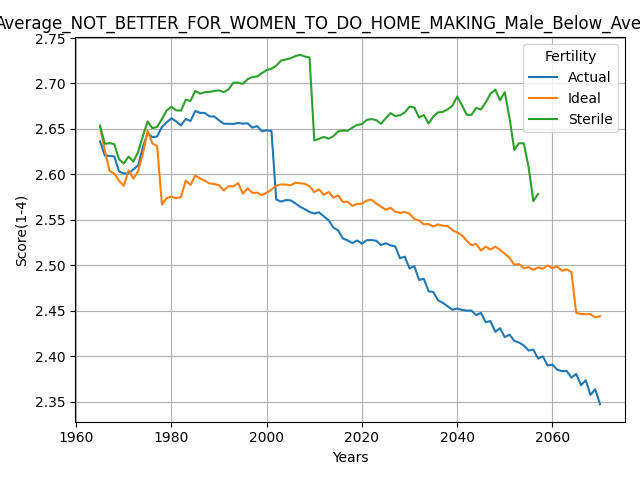 Average_NOT_BETTER_FOR_WOMEN_TO_DO_HOME_MAKING_Male_Below_Ave
Fertility
Actual
Ideal
Sterile
Score(1-4)
2.75
2.70
2.65
2.60
2.55
2.50
2.45
2.40
2.35
1960 1980 2000 2020 2040 2060
Years